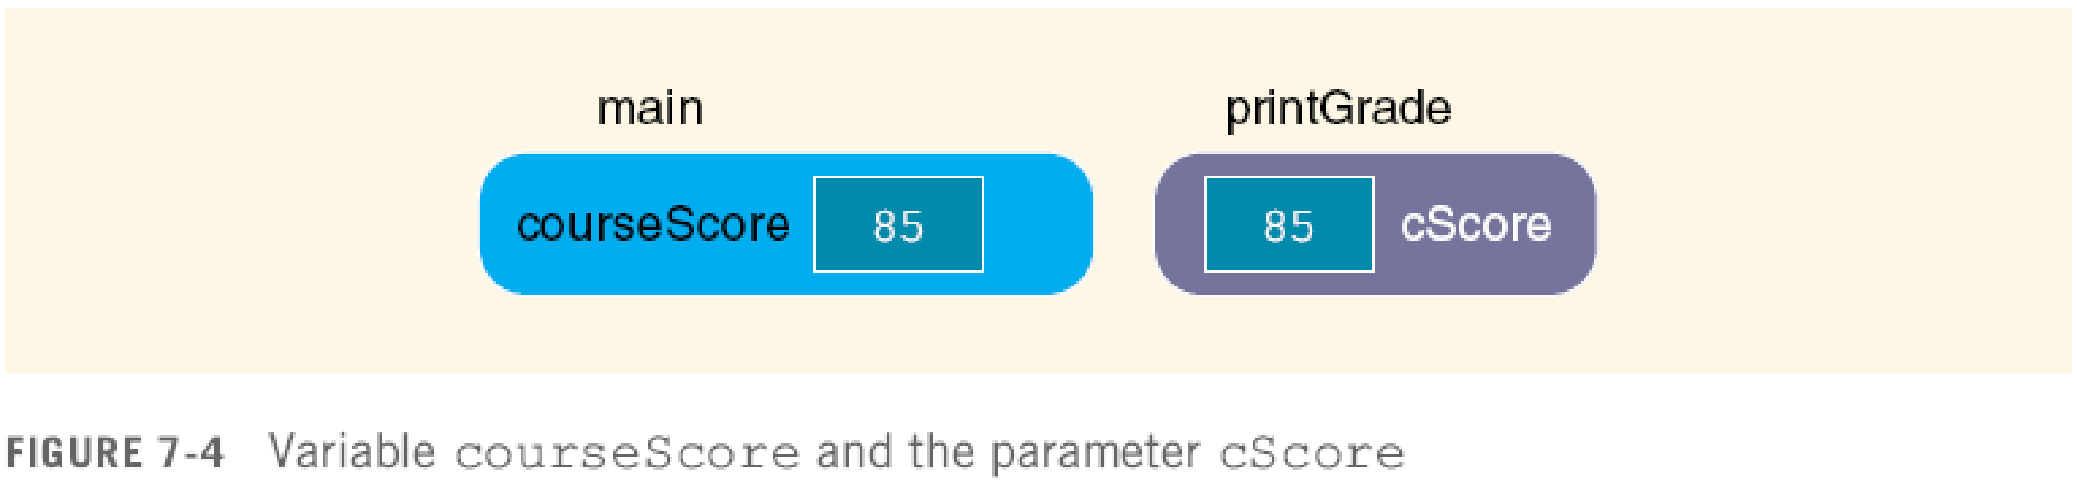 main printGrade
courseScore 85 85 cScore
FIGURE 7-4 Variable courseScore and the parameter cScore